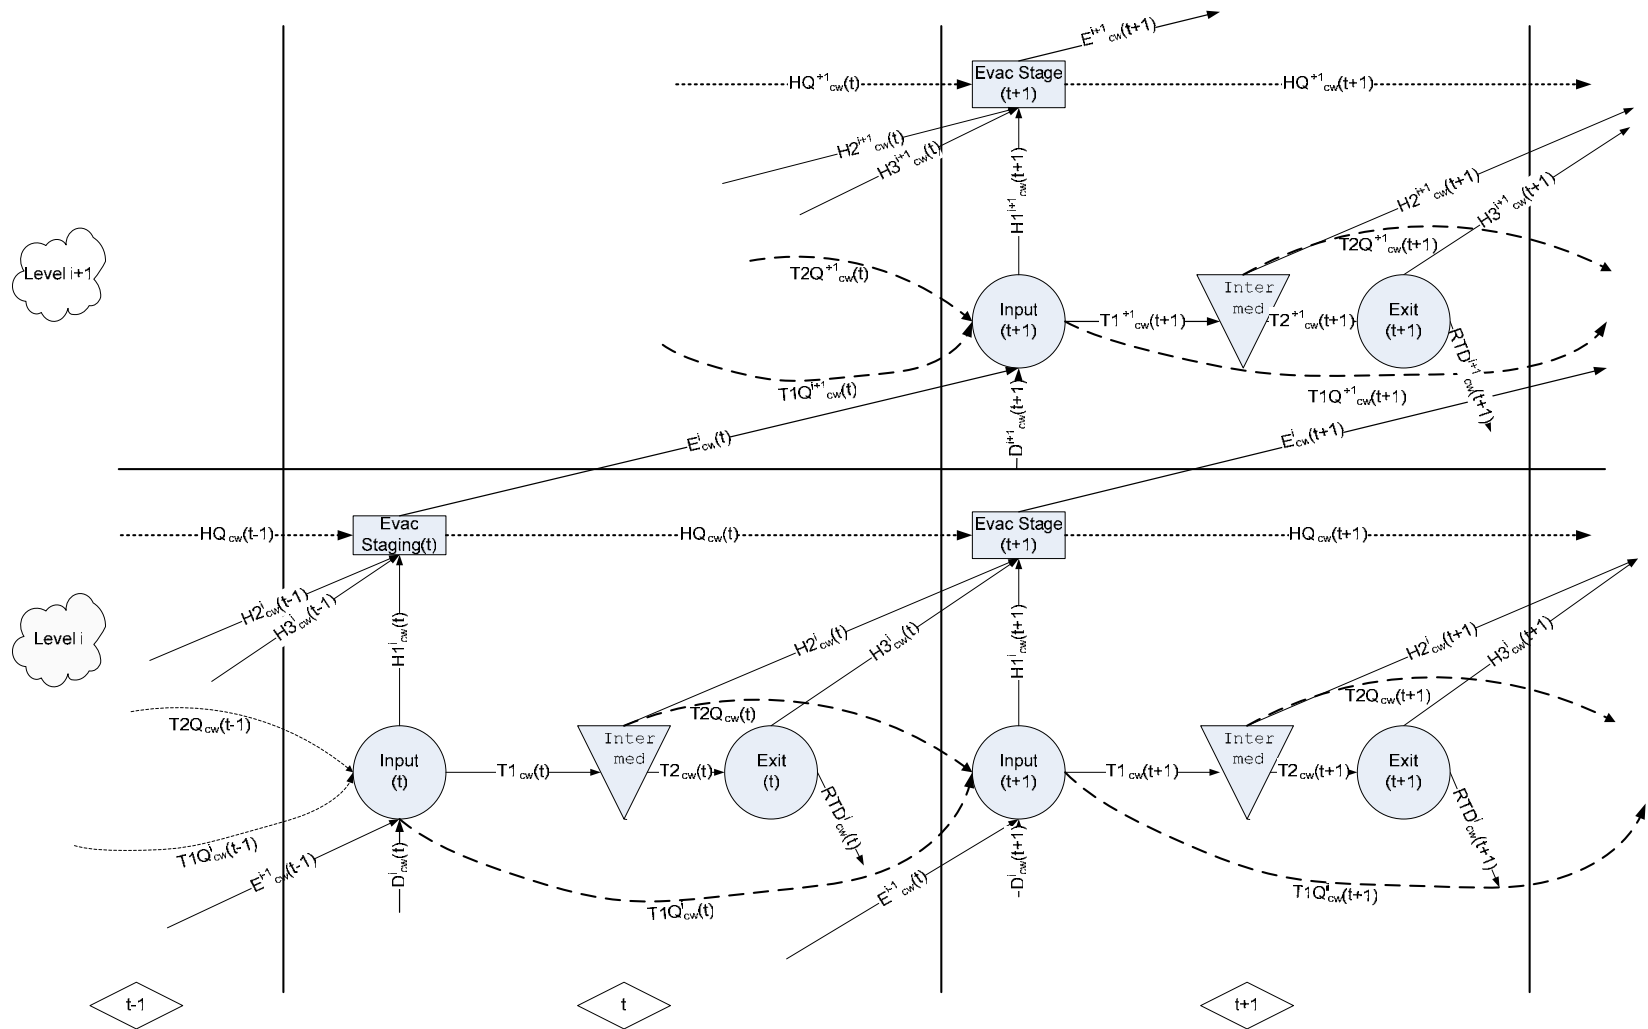 E^{i+1}_{cw}(t+1)
Evac Stage
(t+1)
HQ^{+1}_{cw}(t)
HQ^{+1}_{cw}(t+1)
H2^{i+1}_{cw}(t)
H3^{i+1}_{cw}(t)
H1^{i+1}_{cw}(t+1)
H2^{i+1}_{cw}(t+1)
H3^{i+1}_{cw}(t+1)
Level i+1
T2Q^{+1}_{cw}(t)
T2Q^{+1}_{cw}(t+1)
Input
(t+1)
T1^{+1}_{cw}(t+1)
Inter
med
T2^{+1}_{cw}(t+1)
Exit
(t+1)
RTD^{i+1}_{cw}(t+1)
T1Q^{i+1}_{cw}(t)
T1Q^{+1}_{cw}(t+1)
D^{i+1}_{cw}(t+1)
E^{i}_{cw}(t)
E^{i}_{cw}(t+1)
HQ_{cw}(t-1)
Evac
Staging(t)
HQ_{cw}(t)
Evac Stage
(t+1)
HQ_{cw}(t+1)
H2^{i}_{cw}(t-1)
H3^{i}_{cw}(t-1)
H1^{i}_{cw}(t)
H2^{i}_{cw}(t)
H3^{i}_{cw}(t)
H1^{i}_{cw}(t+1)
H2^{i}_{cw}(t+1)
H3^{i}_{cw}(t+1)
Level i
T2Q_{cw}(t-1)
T2Q_{cw}(t)
T2Q_{cw}(t+1)
Input
(t)
T1_{cw}(t)
Inter
med
T2_{cw}(t)
Exit
(t)
RTD^{i}_{cw}(t)
Input
(t+1)
T1_{cw}(t+1)
Inter
med
T2_{cw}(t+1)
Exit
(t+1)
RTD^{i}_{cw}(t+1)
T1Q^{i}_{cw}(t-1)
E^{i-1}_{cw}(t-1)
D^{i}_{cw}(t)
T1Q^{i}_{cw}(t)
E^{i-1}_{cw}(t)
D^{i}_{cw}(t+1)
T1Q^{i}_{cw}(t+1)
t-1
t
t+1